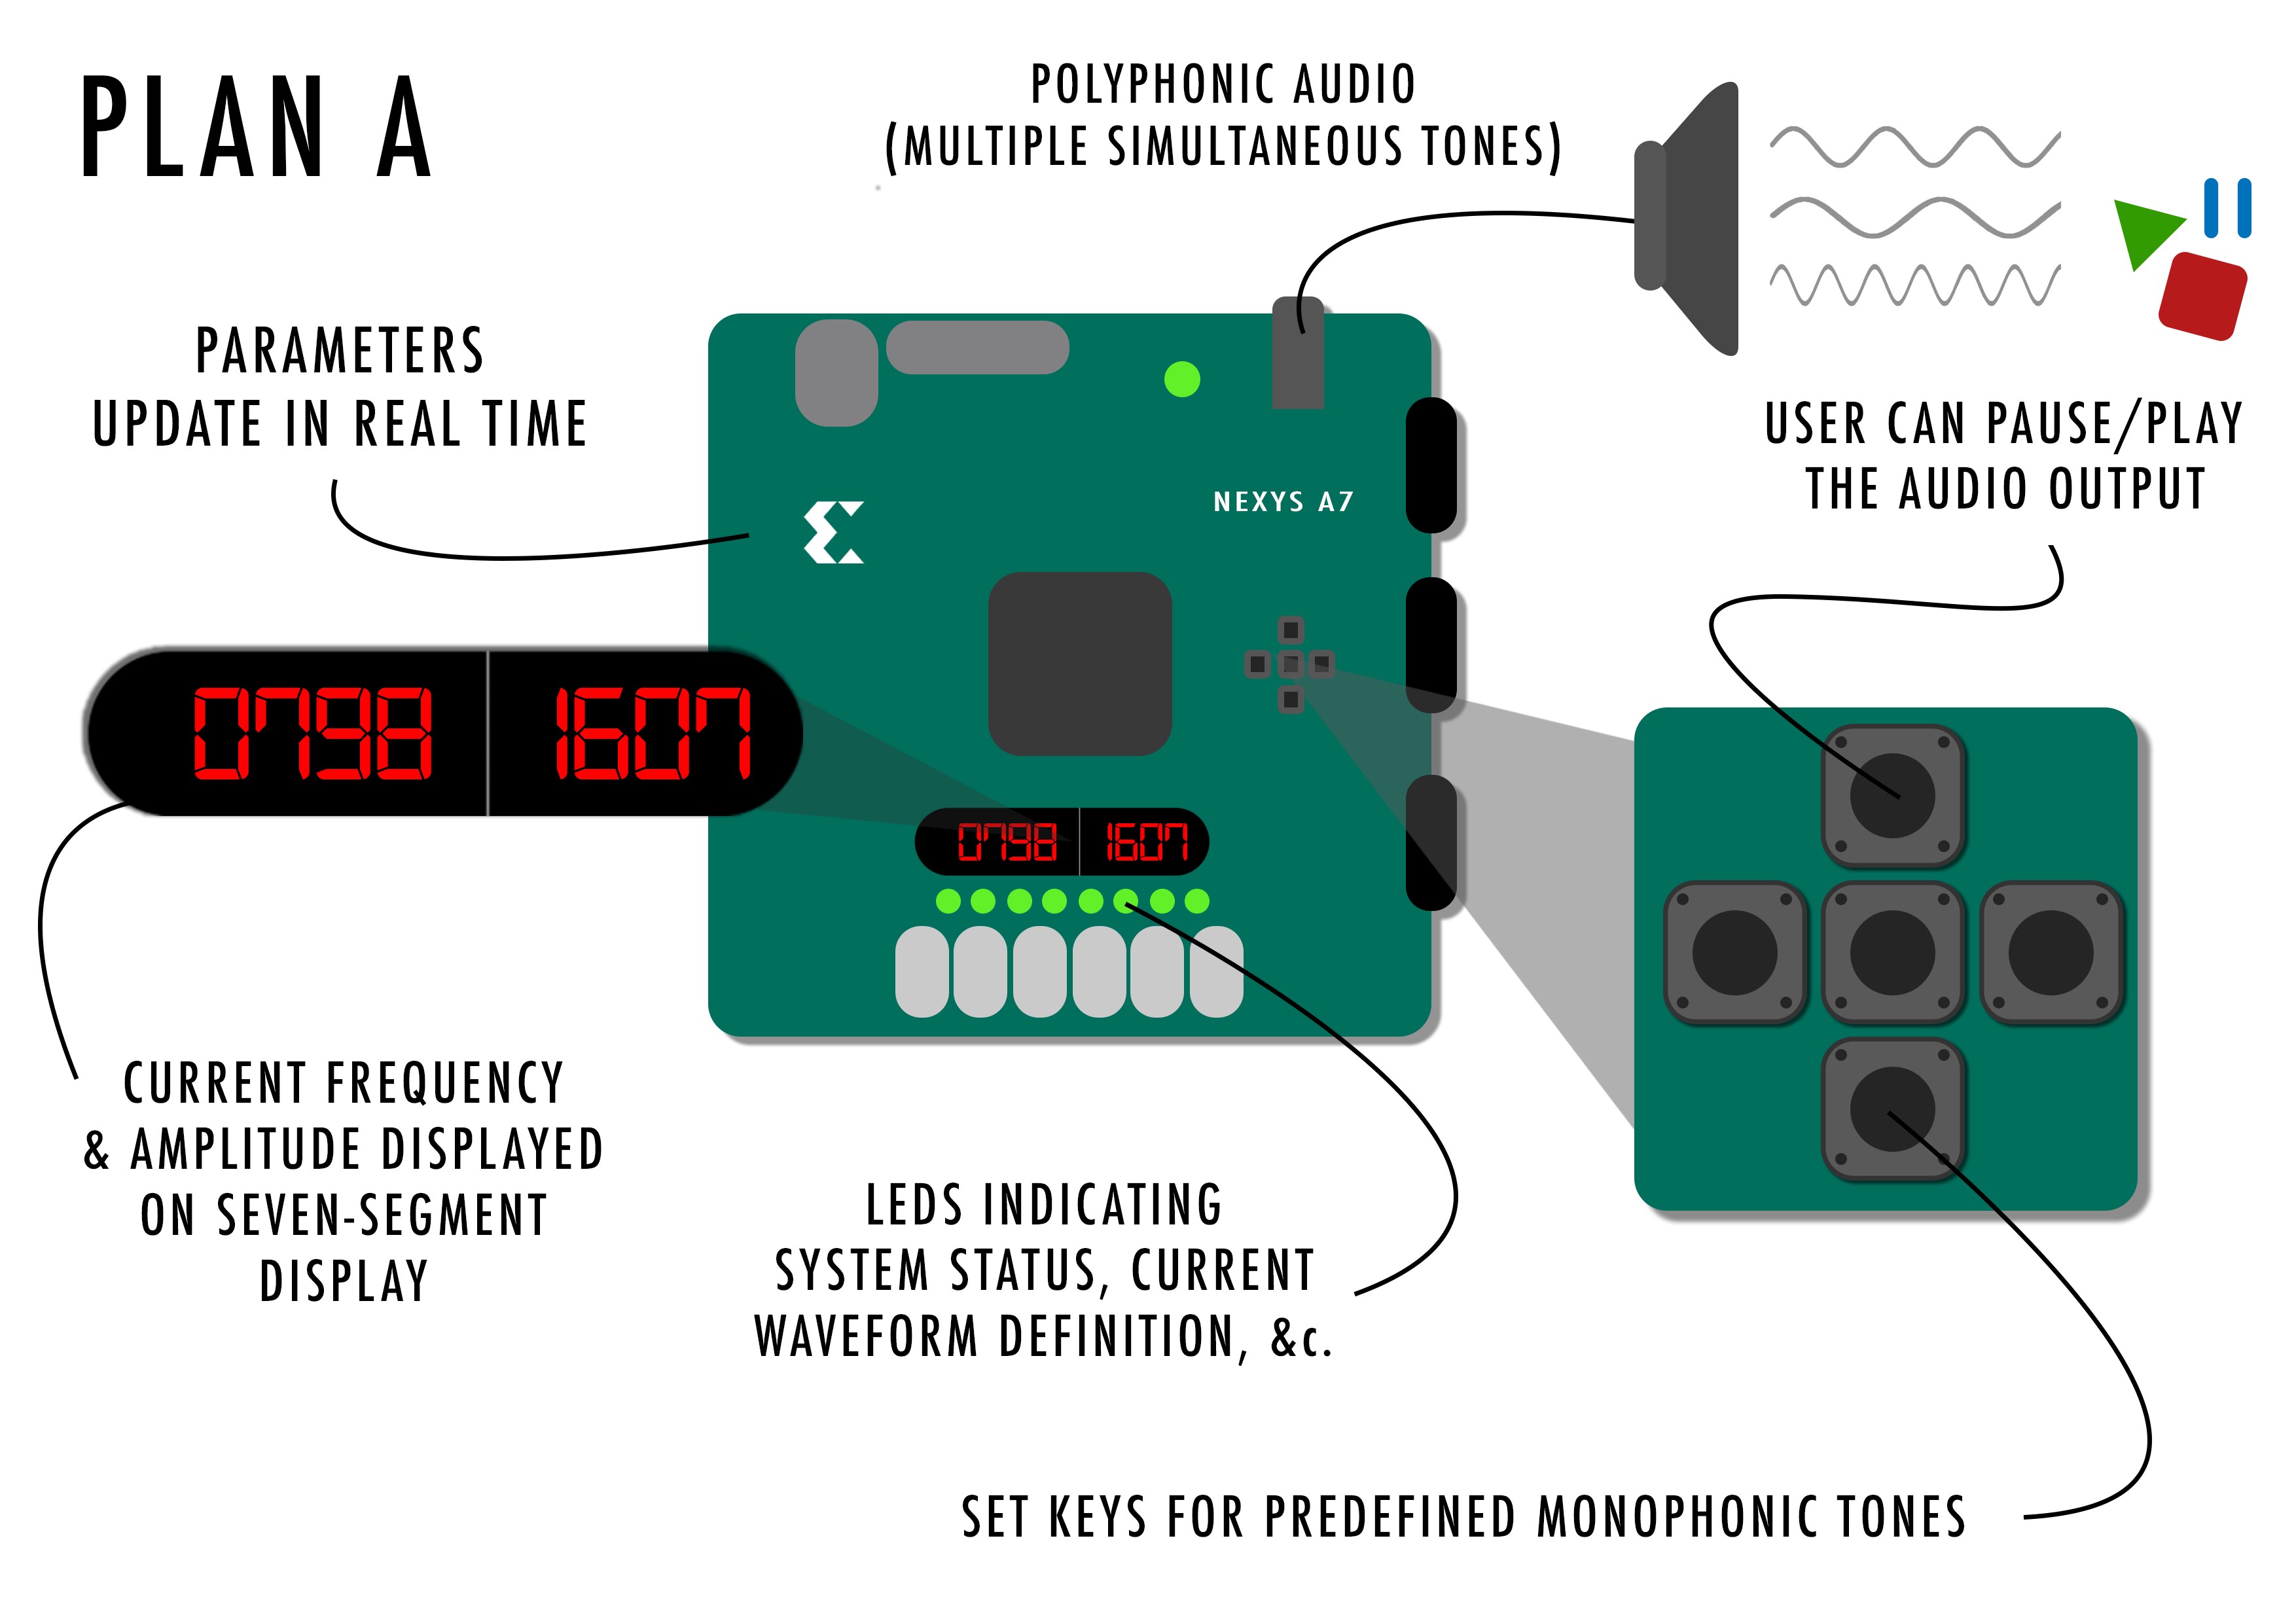 PLAN A
POLYPHONIC AUDIO
(MULTIPLE SIMULTANEOUS TONES)
PARAMETERS
UPDATE IN REAL TIME
USER CAN PAUSE/PLAY
THE AUDIO OUTPUT
NEXYS A7
0798 1607
0798 1607
CURRENT FREQUENCY
& AMPLITUDE DISPLAYED
ON SEVEN-SEGMENT
DISPLAY
LEDS INDICATING
SYSTEM STATUS, CURRENT
WAVEFORM DEFINITION, &c.
SET KEYS FOR PREDEFINED MONOPHONIC TONES